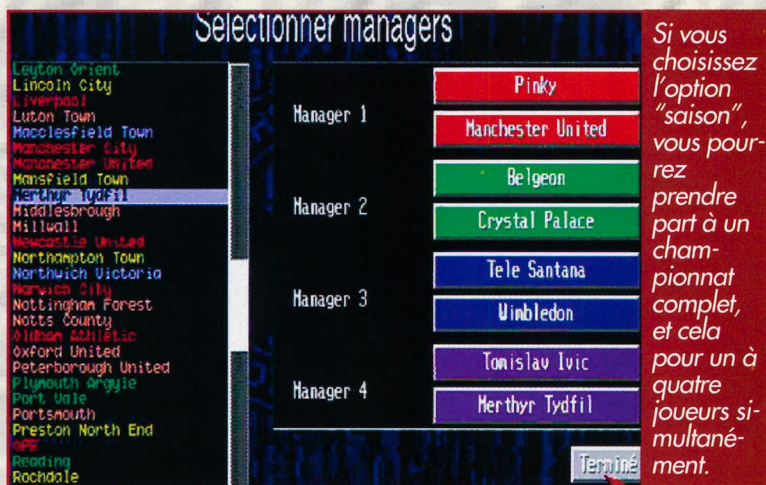 Sélectionner managers
Leyton Orient
Lincoln City
Liverpool
Luton Town
Macclesfield Town
Manchester City
Manchester United
Mansfield Town
Merthyr Tydfil
Middlesbrough
Millwall
Newcastle United
Northampton Town
Northwich Victoria
Norwich City
Nottingham Forest
Notts County
Oldham Athletic
Oxford United
Peterborough United
Plymouth Argyle
Port Vale
Portsmouth
Preston North End
QPR
Reading
Rochdale
Manager 1
Pinky
Manchester United
Manager 2
Belgeon
Crystal Palace
Manager 3
Tele Santana
Wimbledon
Manager 4
Tomislav Ivic
Merthyr Tydfil
Terminé
Si vous
choisissez
l'option
"saison",
vous pour-
rez
prendre
part à un
cham-
pionnat
complet,
et cela
pour un à
quatre
joueurs si-
multané-
ment.